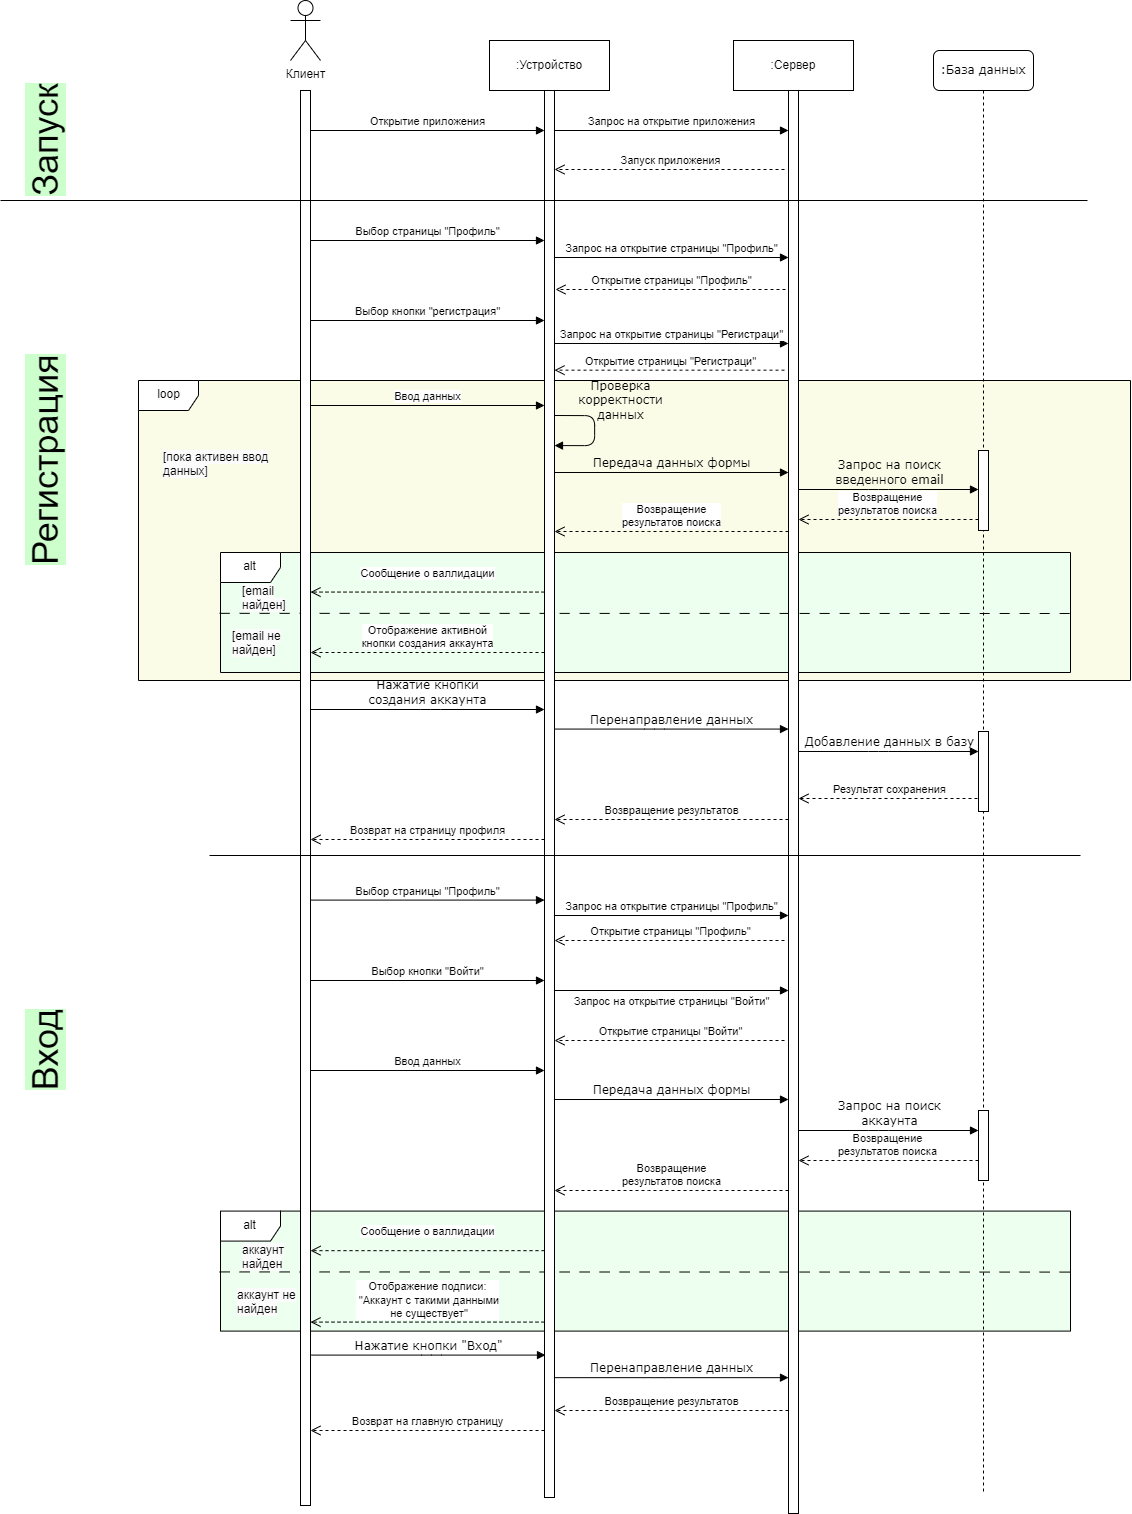 Клиент
:Устройство
:Сервер
:База данных
Запуск
Открытие приложения
Запрос на открытие приложения
Запуск приложения
Регистрация
Выбор страницы "Профиль"
Запрос на открытие страницы "Профиль"
Открытие страницы "Профиль"
Выбор кнопки "регистрация"
Запрос на открытие страницы "Регистраци"
Открытие страницы "Регистраци"
loop
[пока активен ввод
данных]
Ввод данных
Проверка
корректности
данных
Передача данных формы
Запрос на поиск
введенного email
Возвращение
результатов поиска
Возвращение
результатов поиска
alt
[email
найден]
Сообщение о валлидации
[email не
найден]
Отображение активной
кнопки создания аккаунта
Нажатие кнопки
создания аккаунта
Перенаправление данных
Добавление данных в базу
Результат сохранения
Возвращение результатов
Возврат на страницу профиля
Вход
Выбор страницы "Профиль"
Запрос на открытие страницы "Профиль"
Открытие страницы "Профиль"
Выбор кнопки "Войти"
Запрос на открытие страницы "Войти"
Открытие страницы "Войти"
Ввод данных
Передача данных формы
Запрос на поиск
аккаунта
Возвращение
результатов поиска
Возвращение
результатов поиска
alt
аккаунт
найден
Сообщение о валлидации
аккаунт не
найден
Отображение подписи:
"Аккаунт с такими данными
не существует"
Нажатие кнопки "Вход"
Перенаправление данных
Возвращение результатов
Возврат на главную страницу